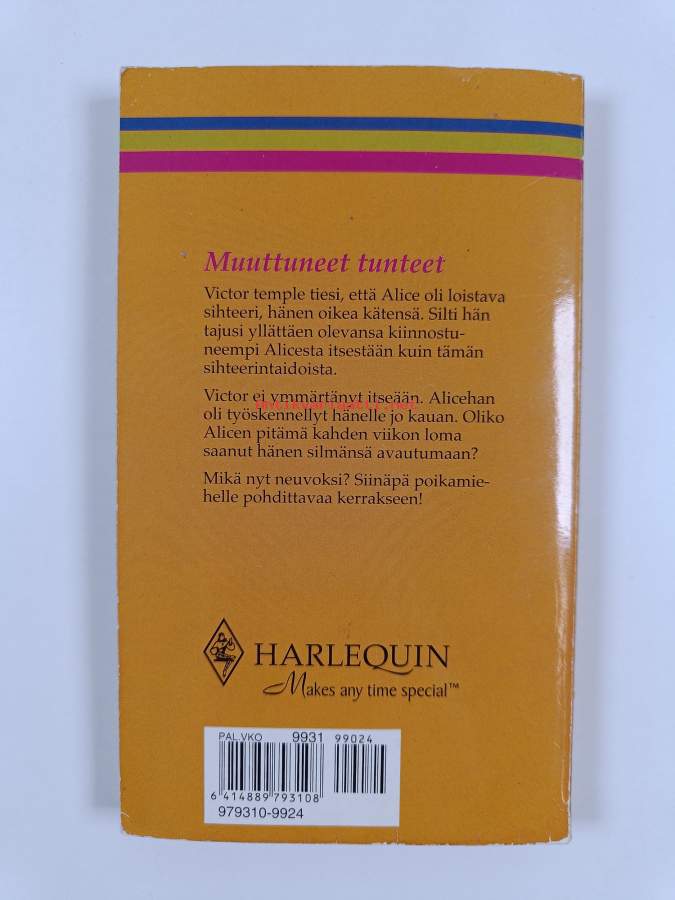 Muuttuneet tunteet
Victor temple tiesi, että Alice oli loistava
sihteeri, hänen oikea kätensä. Silti hän
tajusi yllättäen olevansa kiinnostu-
neempi Alicesta itsestään kuin tämän
sihteerintaidoista.
Victor ei ymmärtänyt itseään. Alicehan
oli työskennellyt hänelle jo kauan. Oliko
Alicen pitämä kahden viikon loma
saanut hänen silmänsä avautumaan?
Mikä nyt neuvoksi? Siinäpä poikamie-
helle pohdittavaa kerrakseen!
HARLEQUIN
Makes any time special™
PAL.VKO 9931 99024
6 414889 793108
979310-9924